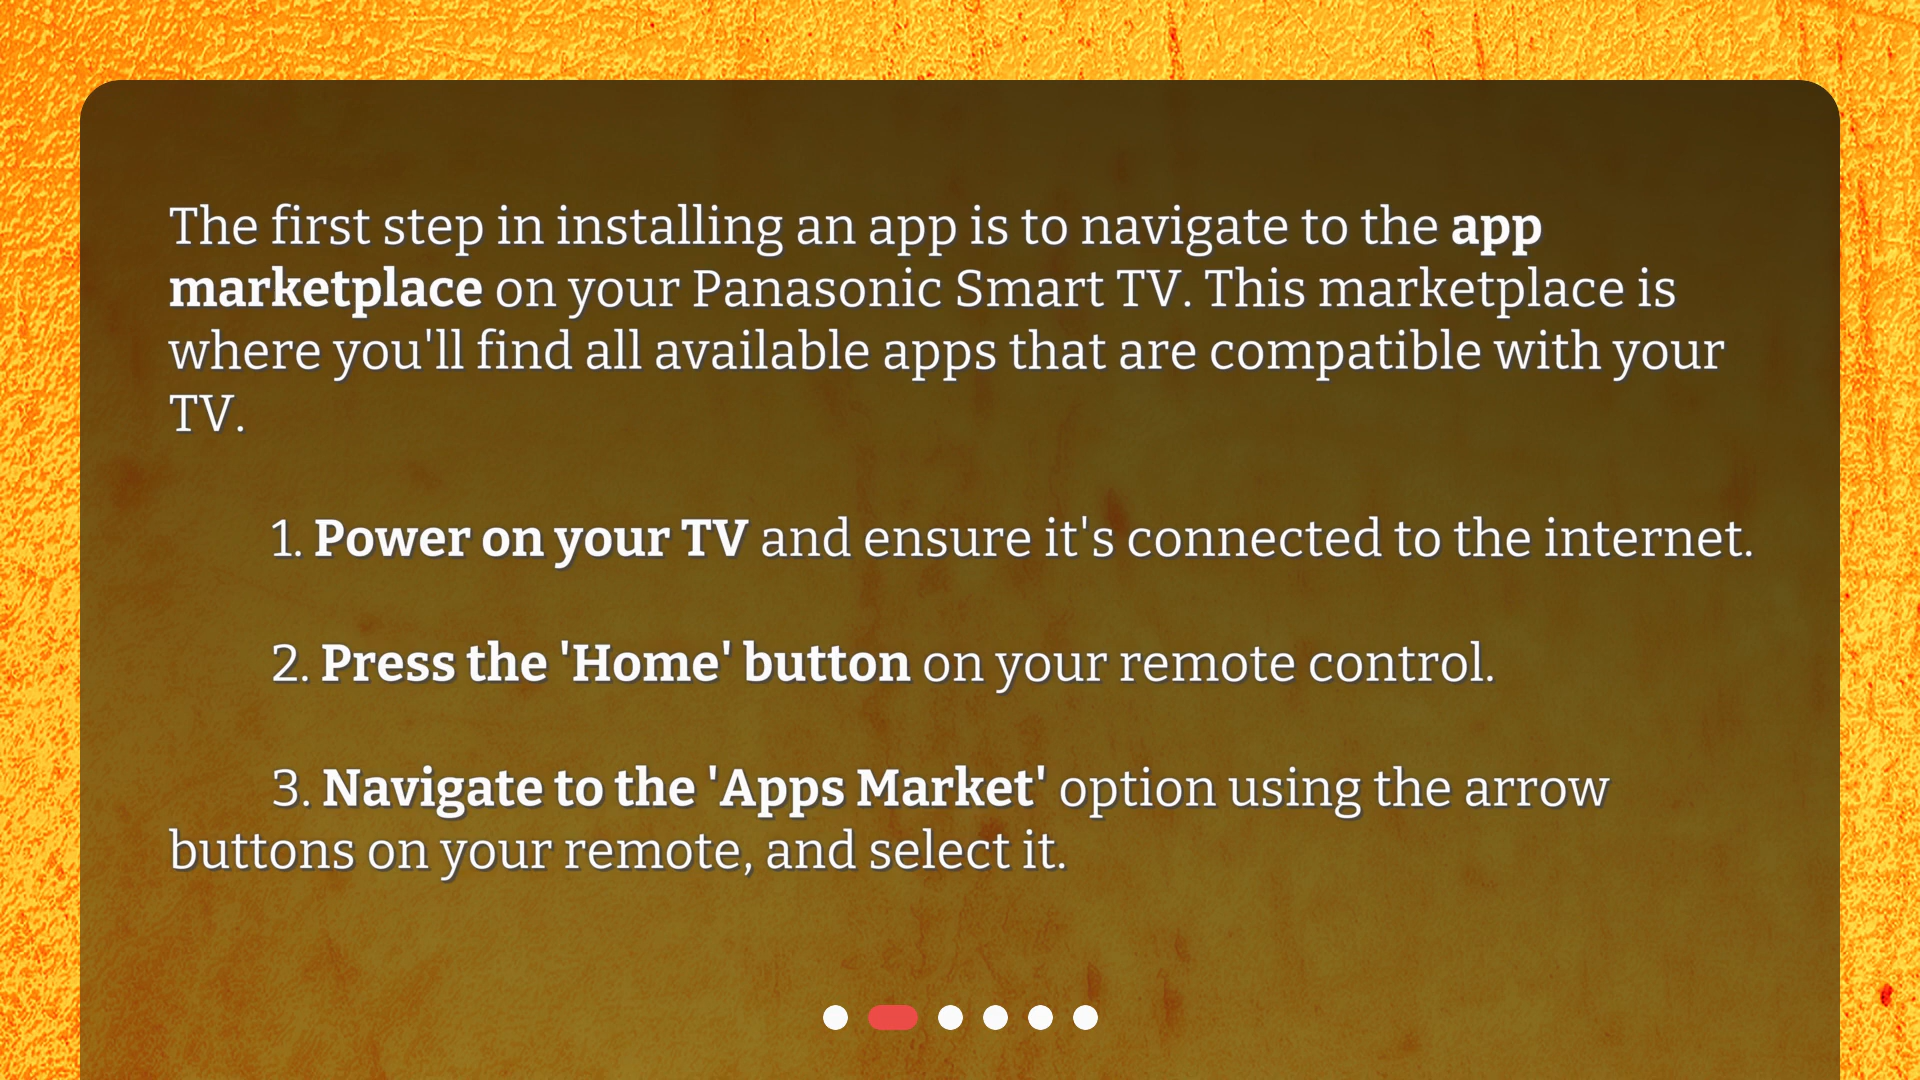 The first step in installing an app is to navigate to the app
marketplace on your Panasonic Smart TV. This marketplace is
where you'll find all available apps that are compatible with your
TV.
1. Power on your TV and ensure it's connected to the internet.
2. Press the 'Home' button on your remote control.
3. Navigate to the 'Apps Market' option using the arrow
buttons on your remote, and select it.